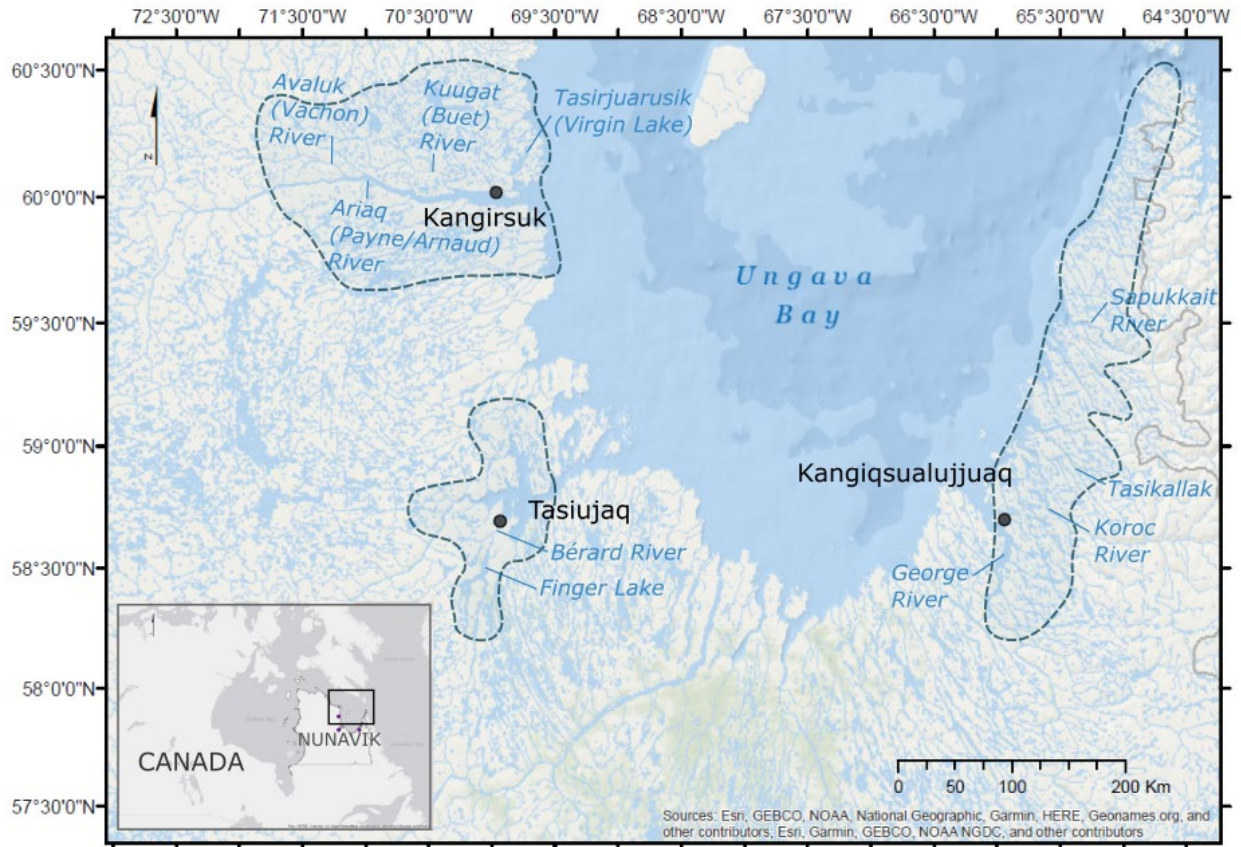 72°30'0"W 71°30'0"W 70°30'0"W 69°30'0"W 68°30'0"W 67°30'0"W 66°30'0"W 65°30'0"W 64°30'0"W
60°30'0"N
60°0'0"N
59°30'0"N
59°0'0"N
58°30'0"N
58°0'0"N
57°30'0"N
N
Avaluk
(Vachon)
River
Kuugat
(Buet)
River
Tasirjuarusik
(Virgin Lake)
Kangirsuk
Ariaq
(Payne/Arnaud)
River
Ungava
Bay
Sapukkait
River
Kangiqsualujjuaq
Tasikallak
Koroc
River
George
River
Tasiujaq
Bérard River
Finger Lake
CANADA
NUNAVIK
0 50 100 200 Km
Sources: Esri, GEBCO, NOAA, National Geographic, Garmin, HERE, Geonames.org, and
other contributors; Esri, Garmin, GEBCO, NOAA NGDC, and other contributors